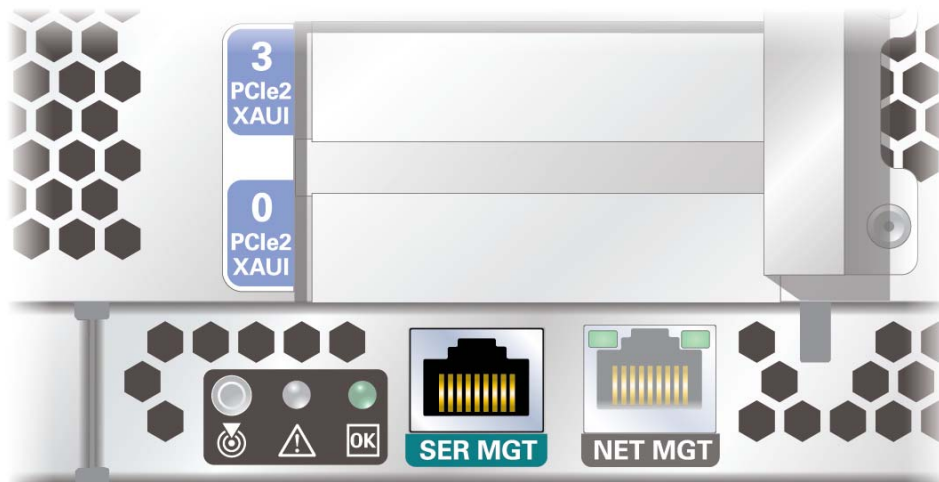 3
PCIe2
XAUI
0
PCIe2
XAUI
OK
SER MGT
NET MGT